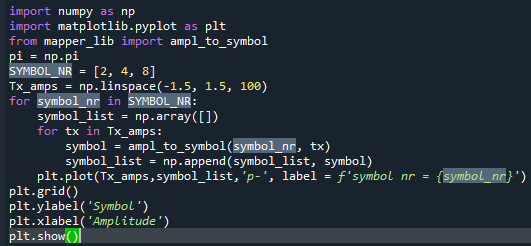 import numpy as np
import matplotlib.pyplot as plt
from mapper_lib import ampl_to_symbol
pi = np.pi
SYMBOL_NR = [2, 4, 8]
Tx_amps = np.linspace(-1.5, 1.5, 100)
for symbol_nr in SYMBOL_NR:
    symbol_list = np.array([])
    for tx in Tx_amps:
        symbol = ampl_to_symbol(symbol_nr, tx)
        symbol_list = np.append(symbol_list, symbol)
    plt.plot(Tx_amps,symbol_list,'p-', label = f'symbol nr = {symbol_nr}')
plt.grid()
plt.ylabel('Symbol')
plt.xlabel('Amplitude')
plt.show()